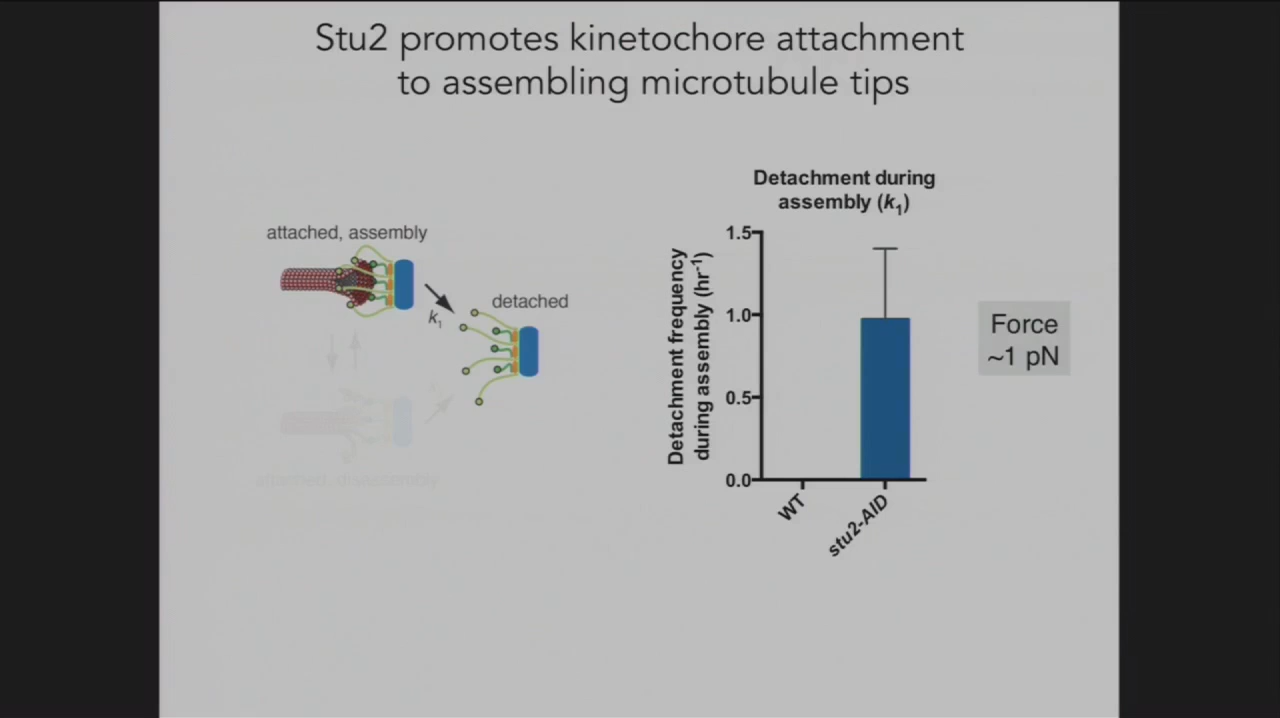 Stu2 promotes kinetochore attachment
to assembling microtubule tips
attached, assembly
k1
detached
attached, disassembly
Detachment during
assembly (k1)
Detachment frequency
during assembly (hr-1)
1.5
1.0
0.5
0.0
WT
stu2-AID
Force
~1 pN